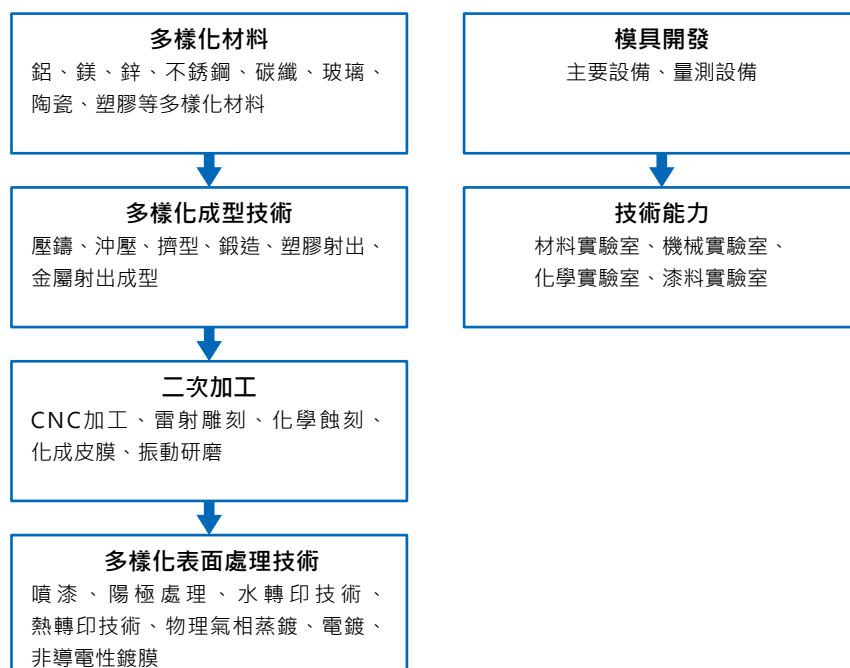 多樣化材料
鋁、鎂、鋅、不銹鋼、碳纖、玻璃、
陶瓷、塑膠等多樣化材料
多樣化成型技術
壓鑄、沖壓、擠型、鍛造、塑膠射出、
金屬射出成型
二次加工
CNC加工、雷射雕刻、化學蝕刻、
化成皮膜、振動研磨
多樣化表面處理技術
噴漆、陽極處理、水轉印技術、
熱轉印技術、物理氣相蒸鍍、電鍍、
非導電性鍍膜
模具開發
主要設備、量測設備
技術能力
材料實驗室、機械實驗室、
化學實驗室、漆料實驗室